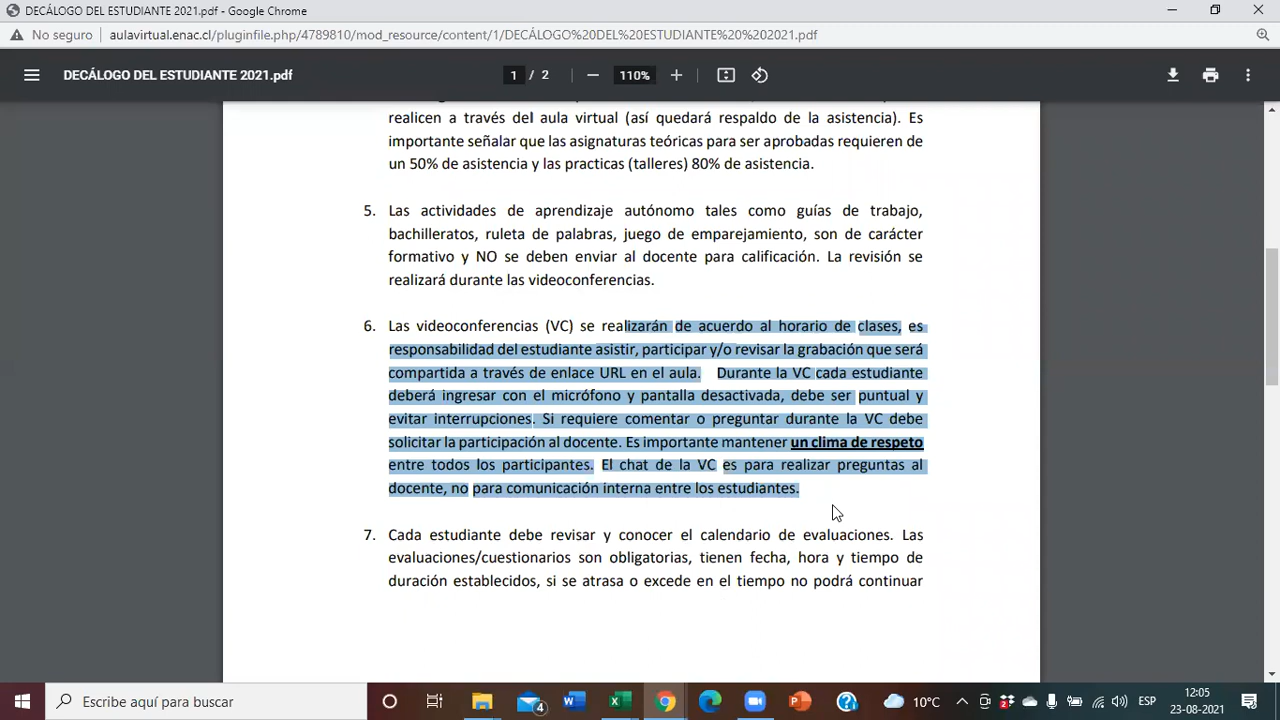 DECÁLOGO DEL ESTUDIANTE 2021.pdf - Google Chrome
No seguro aulavirtual.enac.cl/pluginfile.php/4789810/mod_resource/content/1/DECÁLOGO%20DEL%20ESTUDIANTE%20%202021.pdf
DECÁLOGO DEL ESTUDIANTE 2021.pdf 1 / 2 110%
realicen a través del aula virtual (así quedará respaldo de la asistencia). Es
importante señalar que las asignaturas teóricas para ser aprobadas requieren de
un 50% de asistencia y las practicas (talleres) 80% de asistencia.
5. Las actividades de aprendizaje autónomo tales como guías de trabajo,
bachilleratos, ruleta de palabras, juego de emparejamiento, son de carácter
formativo y NO se deben enviar al docente para calificación. La revisión se
realizará durante las videoconferencias.
6. Las videoconferencias (VC) se realizarán de acuerdo al horario de clases, es
responsabilidad del estudiante asistir, participar y/o revisar la grabación que será
compartida a través de enlace URL en el aula. Durante la VC cada estudiante
deberá ingresar con el micrófono y pantalla desactivada, debe ser puntual y
evitar interrupciones. Si requiere comentar o preguntar durante la VC debe
solicitar la participación al docente. Es importante mantener un clima de respeto
entre todos los participantes. El chat de la VC es para realizar preguntas al
docente, no para comunicación interna entre los estudiantes.
7. Cada estudiante debe revisar y conocer el calendario de evaluaciones. Las
evaluaciones/cuestionarios son obligatorias, tienen fecha, hora y tiempo de
duración establecidos, si se atrasa o excede en el tiempo no podrá continuar
Escribe aquí para buscar 4 10°C 2 ESP 12:05
23-08-2021